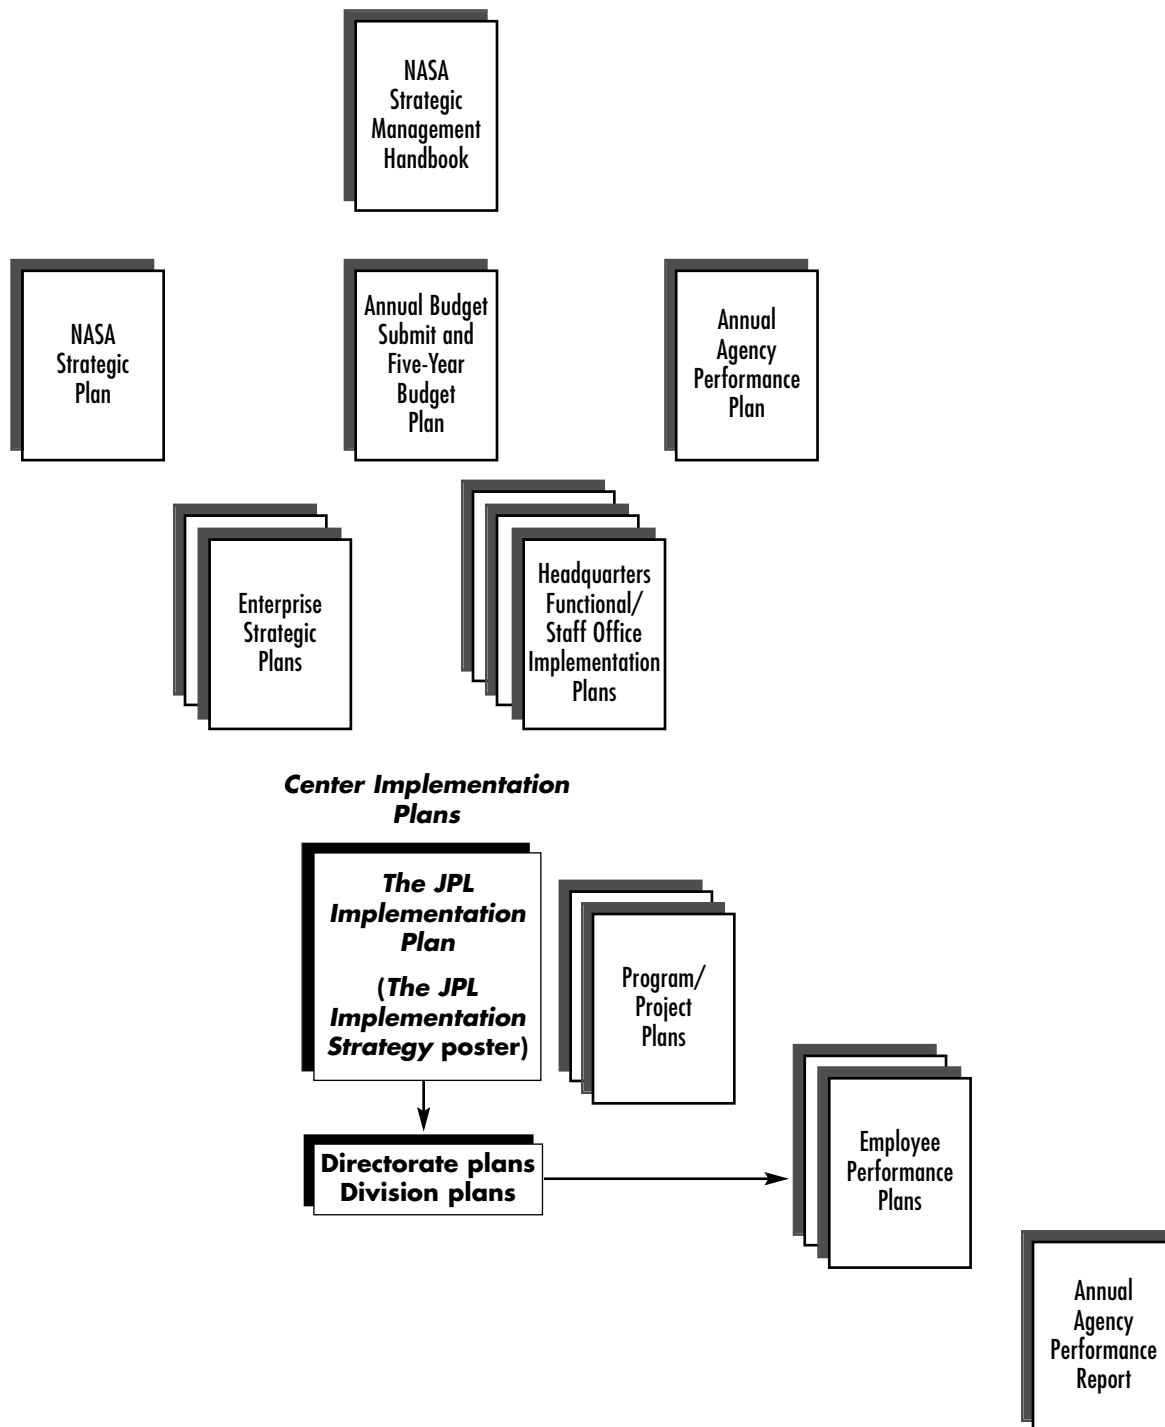 NASA
Strategic
Management
Handbook
NASA
Strategic
Plan
Annual Budget
Submit and
Five-Year
Budget
Plan
Annual
Agency
Performance
Plan
Enterprise
Strategic
Plans
Headquarters
Functional/
Staff Office
Implementation
Plans
Center Implementation
Plans
The JPL
Implementation
Plan
(The JPL
Implementation
Strategy poster)
Program/
Project
Plans
Directorate plans
Division plans
Employee
Performance
Plans
Annual
Agency
Performance
Report